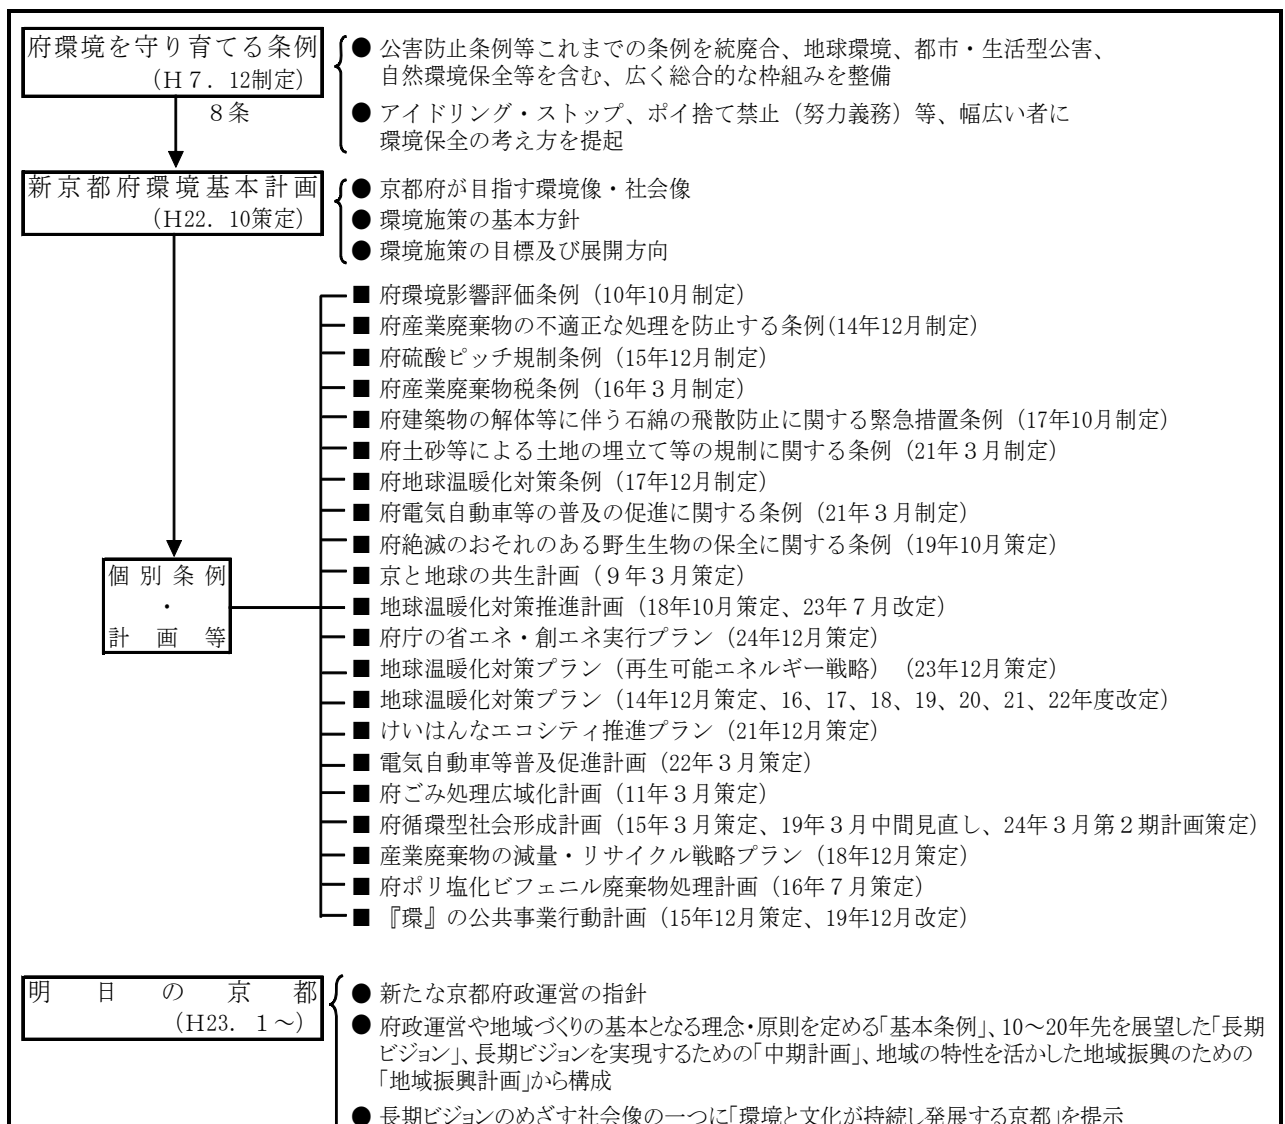 府環境を守り育てる条例
(H7. 12制定)
● 公害防止条例等これまでの条例を統廃合、地球環境、都市・生活型公害、
自然環境保全等を含む、広く総合的な枠組みを整備
8条
● アイドリング・ストップ、ポイ捨て禁止(努力義務)等、幅広い者に
環境保全の考え方を提起
新京都府環境基本計画
(H22. 10策定)
● 京都府が目指す環境像・社会像
● 環境施策の基本方針
● 環境施策の目標及び展開方向
■ 府環境影響評価条例(10年10月制定)
■ 府産業廃棄物の不適正な処理を防止する条例(14年12月制定)
■ 府硫酸ピッチ規制条例(15年12月制定)
■ 府産業廃棄物税条例(16年3月制定)
■ 府建築物の解体等に伴う石綿の飛散防止に関する緊急措置条例(17年10月制定)
■ 府土砂等による土地の埋立て等の規制に関する条例(21年3月制定)
■ 府地球温暖化対策条例(17年12月制定)
■ 府電気自動車等の普及の促進に関する条例(21年3月制定)
■ 府絶滅のおそれのある野生生物の保全に関する条例(19年10月策定)
個別条例
・
計画等
■ 京と地球の共生計画(9年3月策定)
■ 地球温暖化対策推進計画(18年10月策定、23年7月改定)
■ 府庁の省エネ・創エネ実行プラン(24年12月策定)
■ 地球温暖化対策プラン(再生可能エネルギー戦略)(23年12月策定)
■ 地球温暖化対策プラン(14年12月策定、16、17、18、19、20、21、22年度改定)
■ けいはんなエコシティ推進プラン(21年12月策定)
■ 電気自動車等普及促進計画(22年3月策定)
■ 府ごみ処理広域化計画(11年3月策定)
■ 府循環型社会形成計画(15年3月策定、19年3月中間見直し、24年3月第2期計画策定)
■ 産業廃棄物の減量・リサイクル戦略プラン(18年12月策定)
■ 府ポリ塩化ビフェニル廃棄物処理計画(16年7月策定)
■ 『環』の公共事業行動計画(15年12月策定、19年12月改定)
明日の京都
(H23. 1~)
● 新たな京都府政運営の指針
● 府政運営や地域づくりの基本となる理念・原則を定める「基本条例」、10~20年先を展望した「長期
ビジョン」、長期ビジョンを実現するための「中期計画」、地域の特性を活かした地域振興のための
「地域振興計画」から構成
● 長期ビジョンのめざす社会像の一つに「環境と文化が持続し発展する京都」を提示